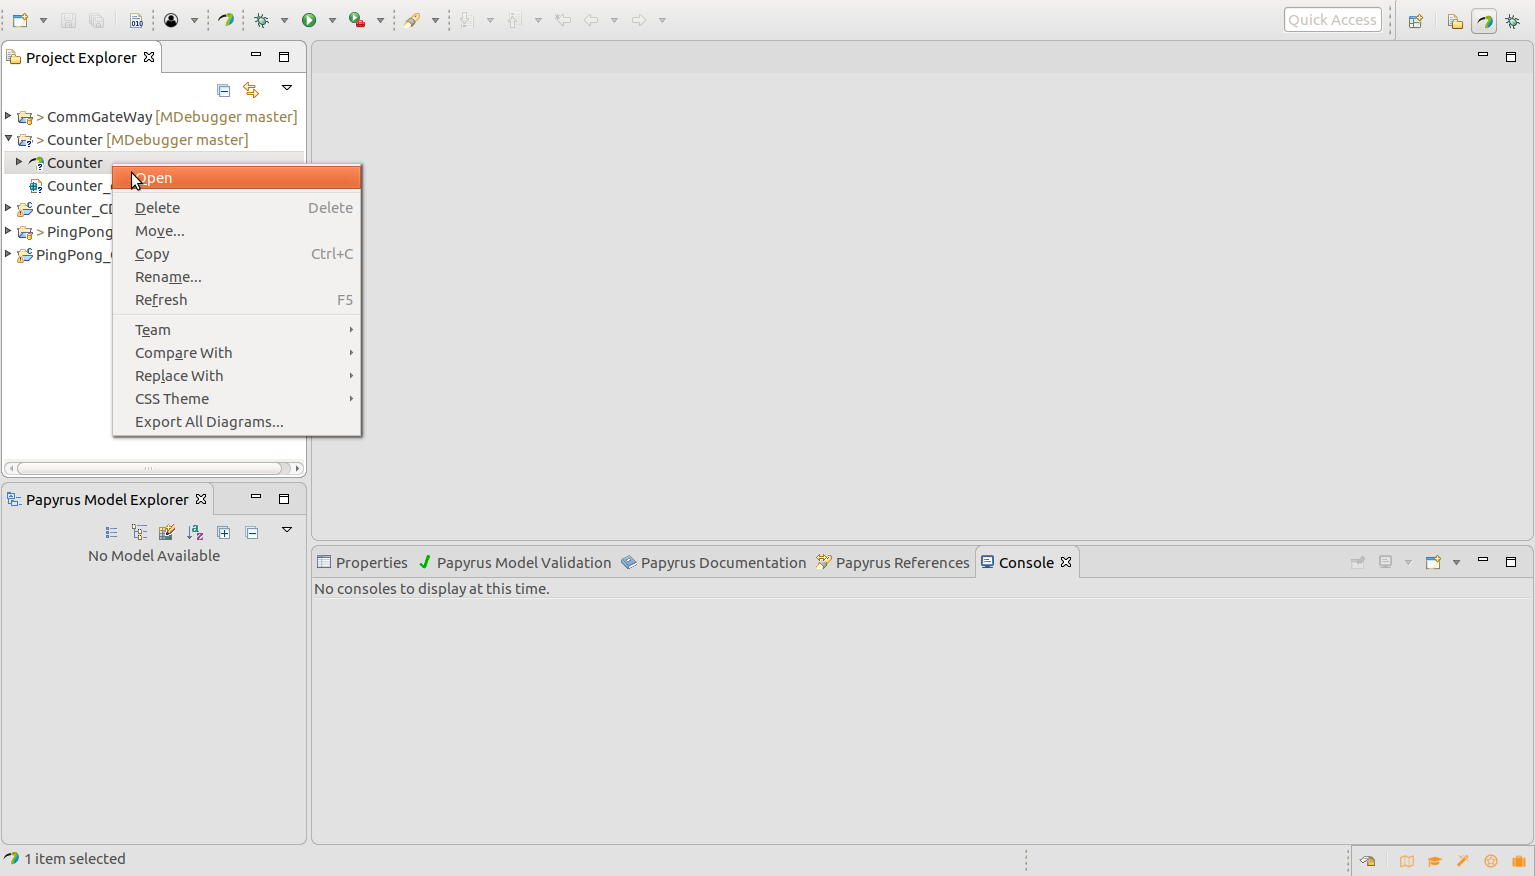 010
Quick Access
Project Explorer
> CommGateWay [MDebugger master]
> Counter [MDebugger master]
Counter
Open
Counter_
Delete Delete
Counter_CD
Move...
> PingPong
Copy Ctrl+C
PingPong_
Rename...
Refresh F5
Team
Compare With
Replace With
CSS Theme
Export All Diagrams...
Papyrus Model Explorer
No Model Available
Properties
Papyrus Model Validation
Papyrus Documentation
Papyrus References
Console
No consoles to display at this time.
1 item selected